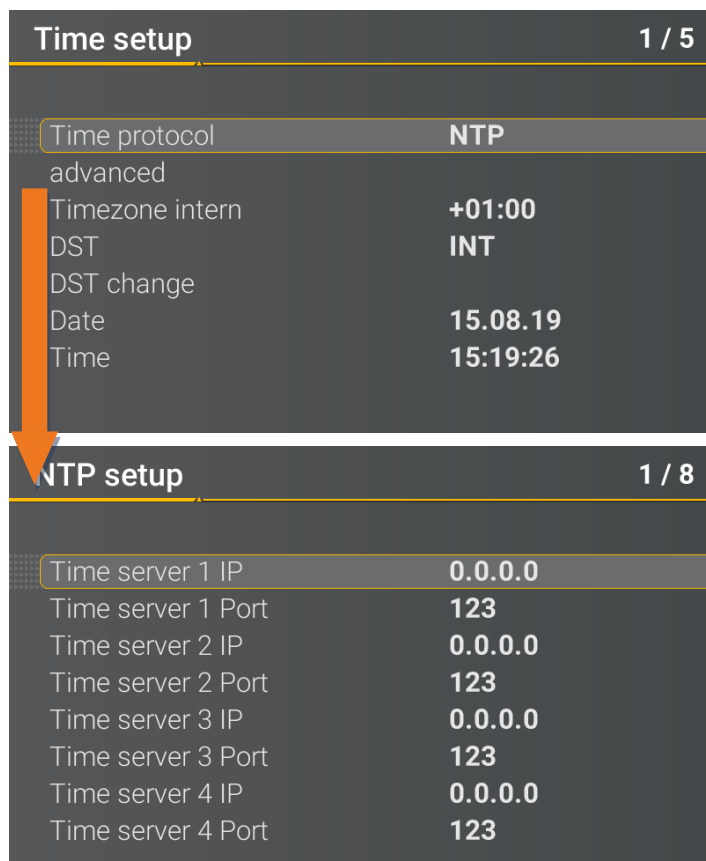 Time setup 1 / 5
Time protocol NTP
advanced
Timezone intern +01:00
DST INT
DST change
Date 15.08.19
Time 15:19:26
NTP setup 1 / 8
Time server 1 IP 0.0.0.0
Time server 1 Port 123
Time server 2 IP 0.0.0.0
Time server 2 Port 123
Time server 3 IP 0.0.0.0
Time server 3 Port 123
Time server 4 IP 0.0.0.0
Time server 4 Port 123